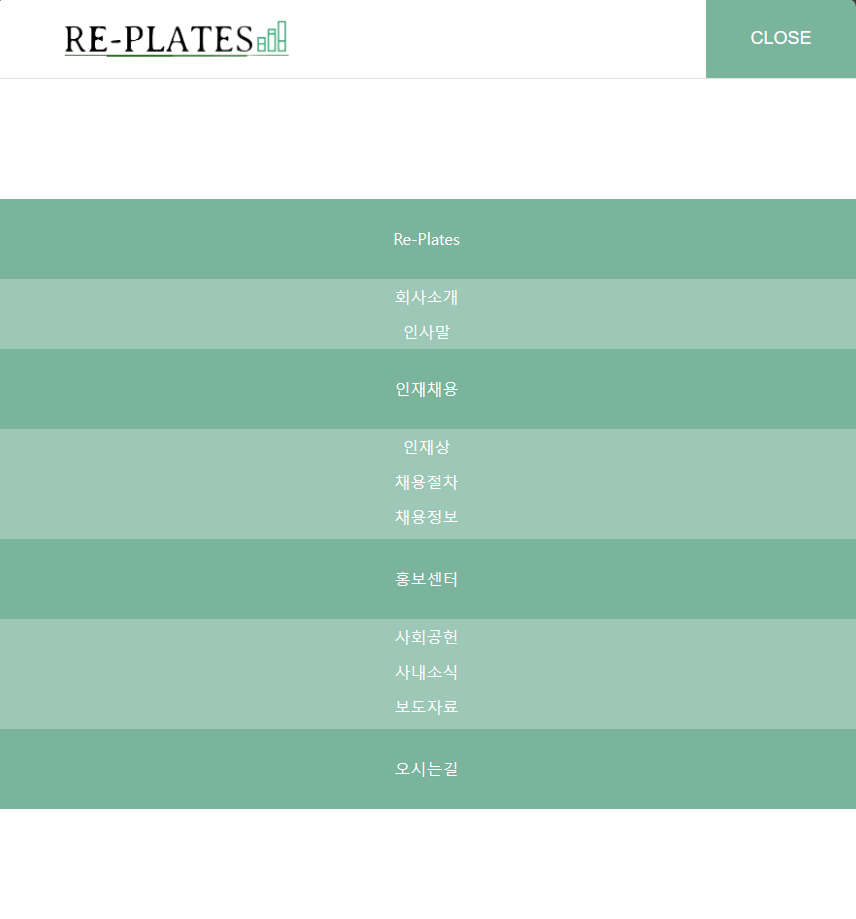 RE-PLATES
CLOSE
Re-Plates
회사소개
인사말
인재채용
인재상
채용절차
채용정보
홍보센터
사회공헌
사내소식
보도자료
오시는길